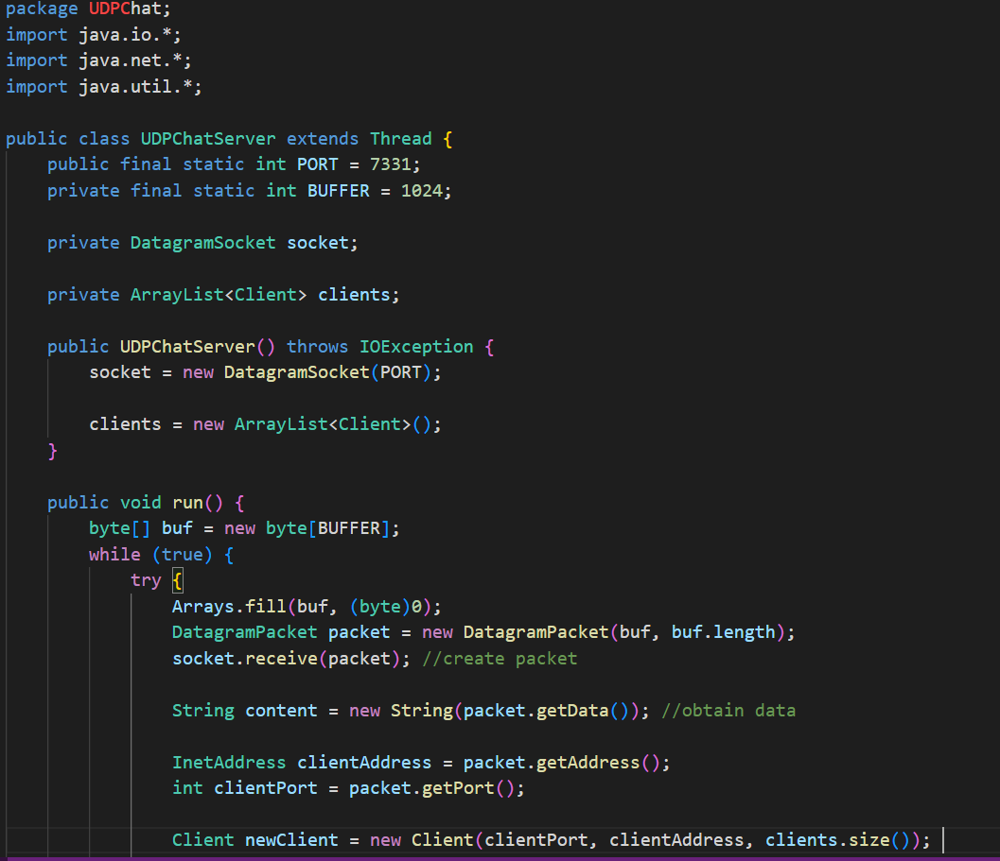 package UDPChat;
import java.io.*;
import java.net.*;
import java.util.*;
public class UDPChatServer extends Thread {
public final static int PORT = 7331;
private final static int BUFFER = 1024;
private DatagramSocket socket;
private ArrayList<Client> clients;
public UDPChatServer() throws IOException {
socket = new DatagramSocket(PORT);
clients = new ArrayList<Client>();
}
public void run() {
byte[] buf = new byte[BUFFER];
while (true) {
try {
Arrays.fill(buf, (byte)0);
DatagramPacket packet = new DatagramPacket(buf, buf.length);
socket.receive(packet); //create packet
String content = new String(packet.getData()); //obtain data
InetAddress clientAddress = packet.getAddress();
int clientPort = packet.getPort();
Client newClient = new Client(clientPort, clientAddress, clients.size());